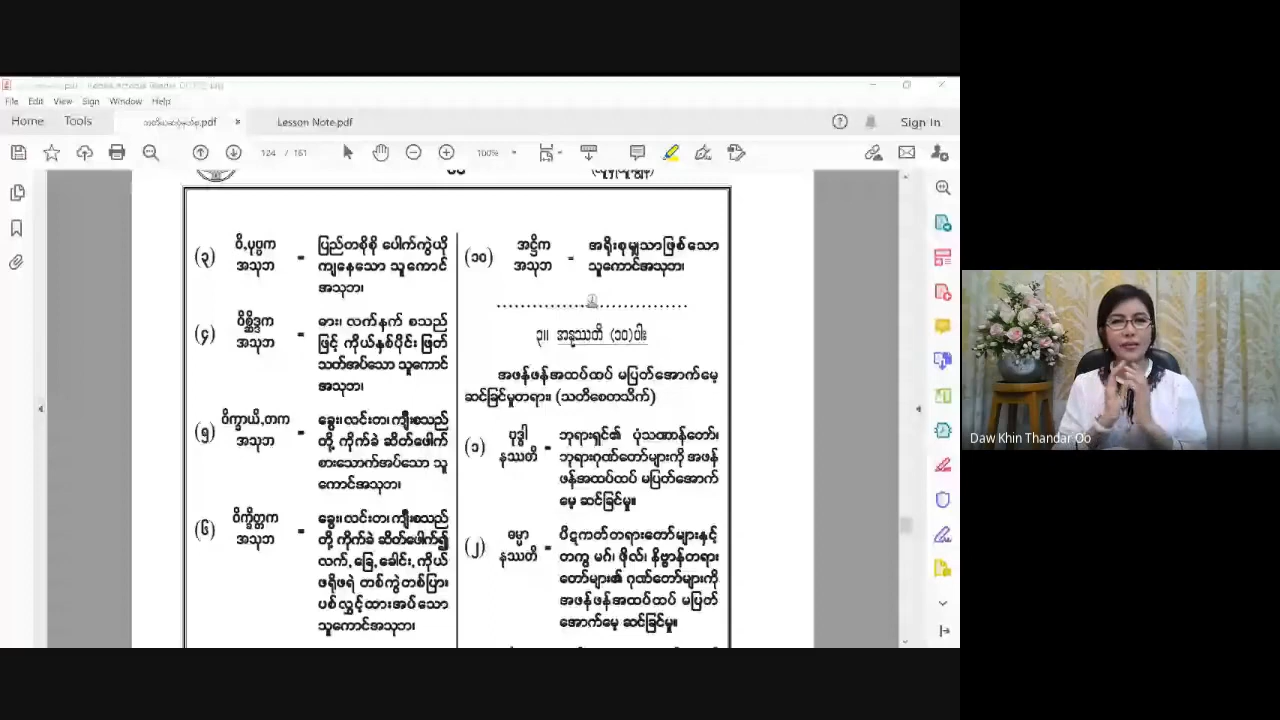 File Edit View Sign Window Help
Home Tools Lesson Note.pdf Sign In
124 / 161 100%
(၃) ဝိ,ပုဗ္ဗက အသုဘ = ပြည်တစိုစို ပေါက်ကွဲယို
ကျနေသော သူကောင်
အသုဘ၊
(၄) ဝိစ္ဆိဒ္ဒက အသုဘ = ဓား၊ လက်နက် စသည်
ဖြင့် ကိုယ်နှစ်ပိုင်း ဖြတ်
သတ်အပ်သော သူကောင်
အသုဘ၊
(၅) ဝိက္ခာယိ,တက အသုဘ = ခွေး၊ လင်းတ၊ ကျီးစသည်
တို့ ကိုက်ခဲ ဆိတ်ဖေါက်
စားသောက်အပ်သော သူ
ကောင်အသုဘ၊
(၆) ဝိက္ခိတ္တက အသုဘ = ခွေး၊ လင်းတ၊ ကျီးစသည်
တို့ ကိုက်ခဲ ဆိတ်ဖေါက်၍
လက်,ခြေ,ခေါင်း,ကိုယ်
ဖရိုဖရဲ တစ်ကွဲတစ်ပြား
ပစ်လွှင့်ထားအပ်သော
သူကောင်အသုဘ၊
(၁၀) အဋ္ဌိက အသုဘ = အရိုးစုမျှသာဖြစ်သော
သူကောင်အသုဘ၊
၃။ အနုဿတိ (၁၀)ပါး
အဖန်ဖန်အထပ်ထပ် မပြတ်အောက်မေ့
ဆင်ခြင်မှုတရား၊ (သတိစေတသိက်)
(၁) ဗုဒ္ဓါ နုဿတိ = ဘုရားရှင်၏ ပုံသဏာန်တော်၊
ဘုရားဂုဏ်တော်များကို အဖန်
ဖန်အထပ်ထပ် မပြတ်အောက်
မေ့ ဆင်ခြင်မှု။
(၂) ဓမ္မာ နုဿတိ = ပိဋကတ်တရားတော်များနှင့်
တကွ မဂ်၊ ဖိုလ်၊ နိဗ္ဗာန်တရား
တော်များ၏ ဂုဏ်တော်များကို
အဖန်ဖန်အထပ်ထပ် မပြတ်
အောက်မေ့ ဆင်ခြင်မှု။
Daw Khin Thandar Oo